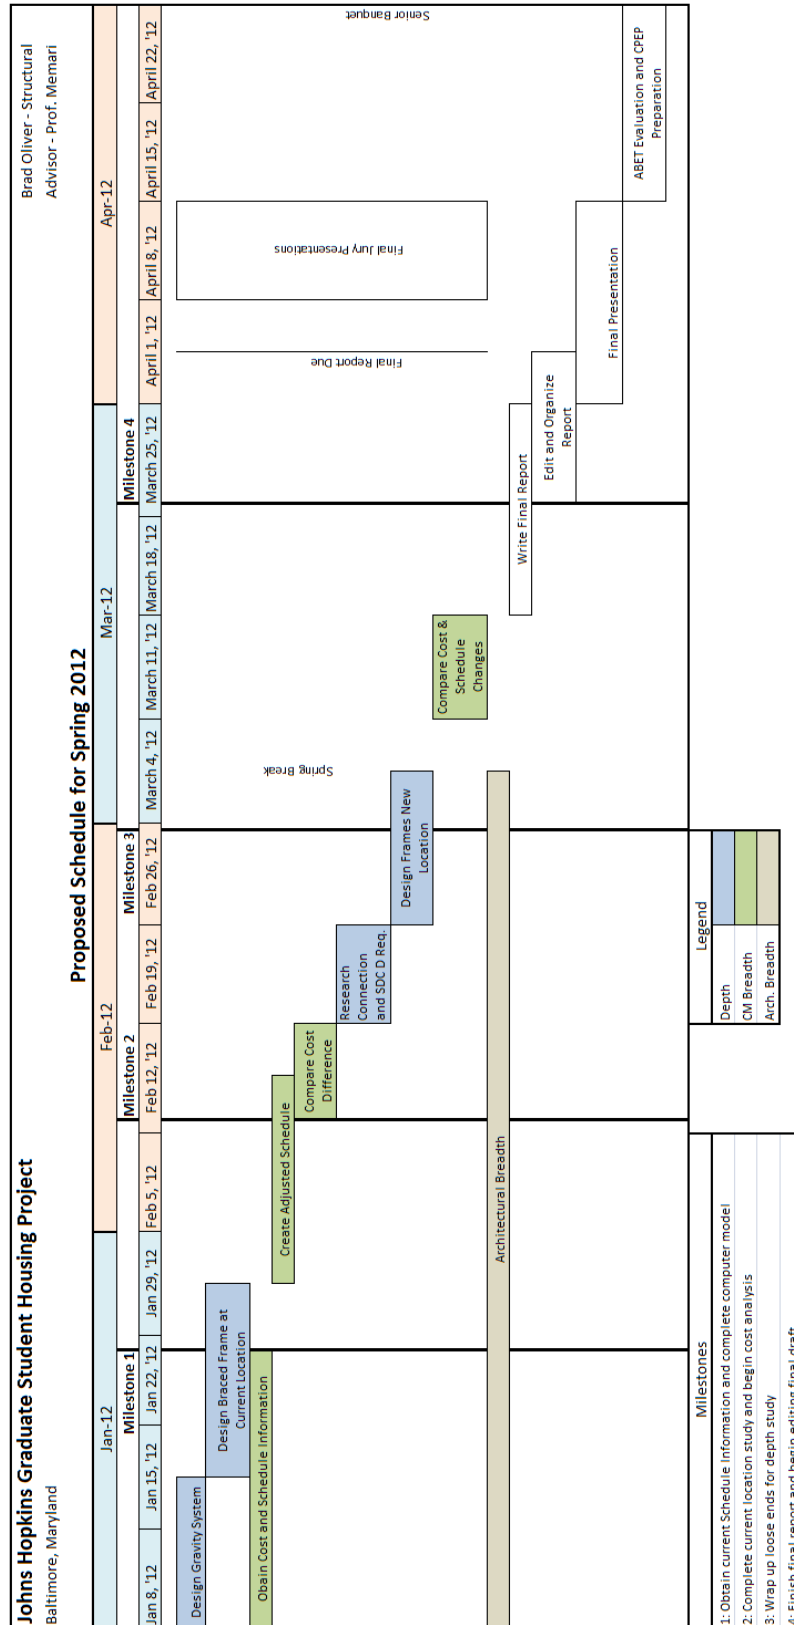 Johns Hopkins Graduate Student Housing Project
Baltimore, Maryland
Brad Oliver - Structural
Advisor - Prof. Memari
Proposed Schedule for Spring 2012
Jan-12
Feb-12
Mar-12
Apr-12
Milestone 1
Milestone 2
Milestone 3
Milestone 4
Jan 8, '12
Jan 15, '12
Jan 22, '12
Jan 29, '12
Feb 5, '12
Feb 12, '12
Feb 19, '12
Feb 26, '12
March 4, '12
March 11, '12
March 18, '12
March 25, '12
April 1, '12
April 8, '12
April 15, '12
April 22, '12
Design Gravity System
Design Braced Frame at
Current Location
Obain Cost and Schedule Information
Create Adjusted Schedule
Compare Cost
Difference
Research
Connection
and SDC D Req.
Design Frames New
Location
Spring Break
Compare Cost &
Schedule
Changes
Architectural Breadth
Write Final Report
Edit and Organize
Report
Final Report Due
Final Jury Presentations
Final Presentation
ABET Evaluation and CPEP
Preparation
Senior Banquet
Milestones
1: Obtain current Schedule Information and complete computer model
2: Complete current location study and begin cost analysis
3: Wrap up loose ends for depth study
4: Finish final report and begin editing final draft
Legend
Depth
CM Breadth
Arch. Breadth